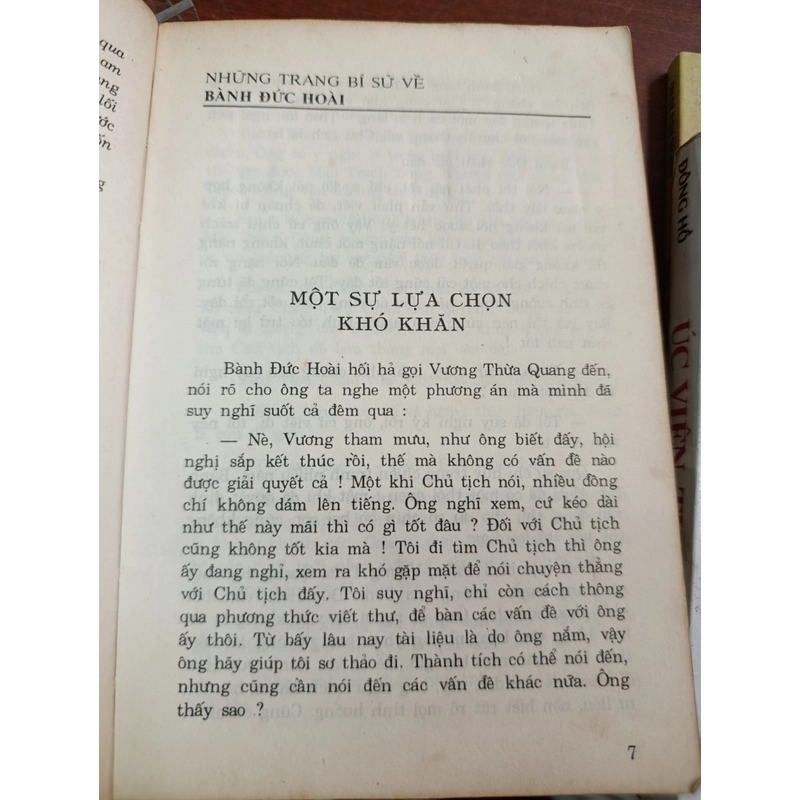 qua
am
ng
lối
ước
ốn
g
NHỮNG TRANG BÍ SỬ VỀ
BÀNH ĐỨC HOÀI
MỘT SỰ LỰA CHỌN
KHÓ KHĂN
Bành Đức Hoài hối hả gọi Vương Thừa Quang đến,
nói rõ cho ông ta nghe một phương án mà mình đã
suy nghĩ suốt cả đêm qua :
— Nè, Vương tham mưu, như ông biết đấy, hội
nghị sắp kết thúc rồi, thế mà không có vấn đề nào
được giải quyết cả ! Một khi Chủ tịch nói, nhiều đồng
chí không dám lên tiếng. Ông nghĩ xem, cứ kéo dài
như thế này mãi thì có gì tốt đâu ? Đối với Chủ tịch
cũng không tốt kia mà ! Tôi đi tìm Chủ tịch thì ông
ấy đang nghỉ, xem ra khó gặp mặt để nói chuyện thẳng
với Chủ tịch đấy. Tôi suy nghĩ, chỉ còn cách thông
qua phương thức viết thư, để bàn các vấn đề với ông
ấy thôi. Từ bấy lâu nay tài liệu là do ông nắm, vậy
ông hãy giúp tôi sơ thảo đi. Thành tích có thể nói đến,
nhưng cũng cần nói đến các vấn đề khác nữa. Ông
thấy sao ?
7
ĐÔNG HỒ
ÚC VIÊN